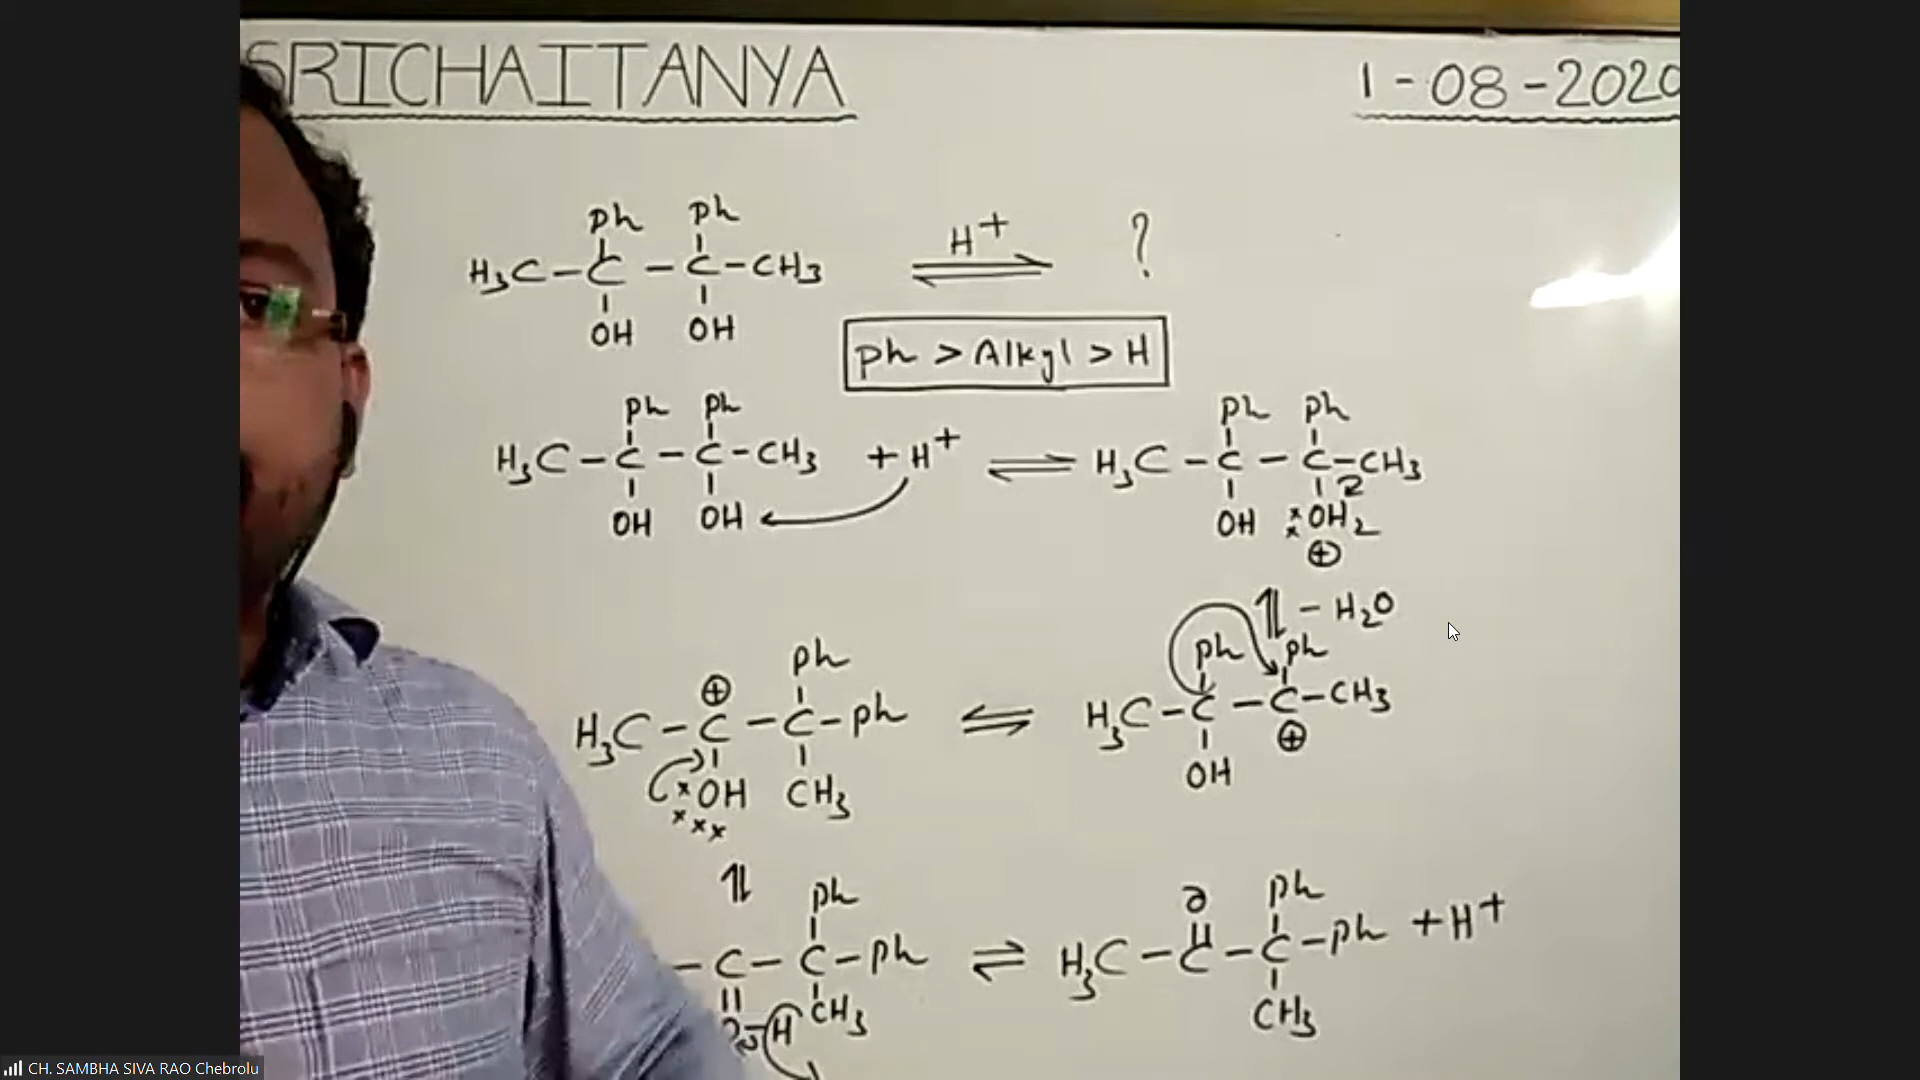 SRICHAITANYA
1-08-2020
ph ph
H3C-C-C-CH3 H+ ?
OH OH
ph > Alkyl > H
ph ph ph ph
H3C-C-C-CH3 + H+ ⇌ H3C-C-C-CH3
OH OH OH OH2
⊕
⇌ - H2O
ph ph ph
⊕
H3C-C-C-ph ⇌ H3C-C-C-CH3
⊕
OH CH3 OH
⇌ ph O ph
-C-C-ph ⇌ H3C-C-C-ph + H+
CH3 CH3
H
CH. SAMBHA SIVA RAO Chebrolu